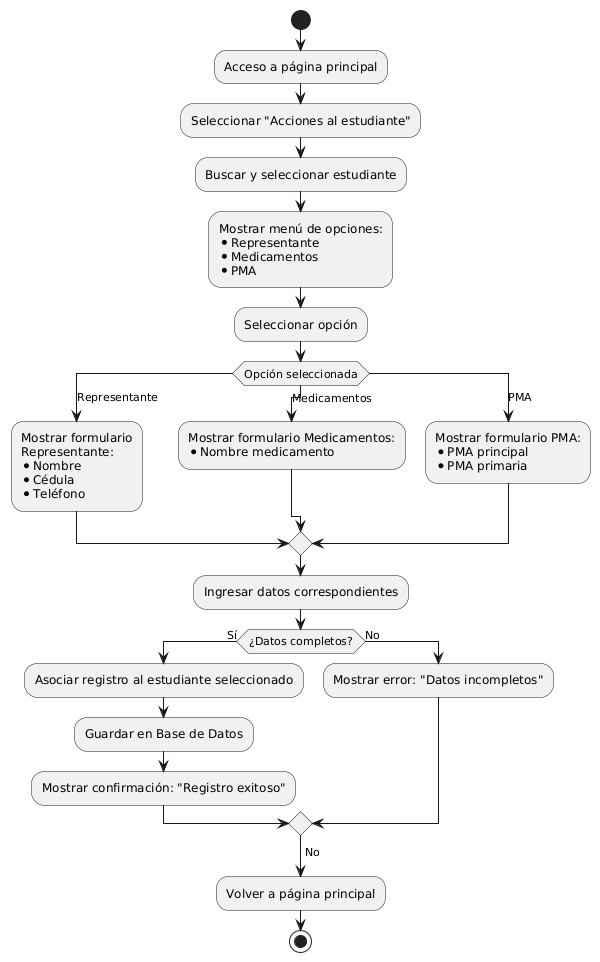 Acceso a página principal
Seleccionar "Acciones al estudiante"
Buscar y seleccionar estudiante
Mostrar menú de opciones:
• Representante
• Medicamentos
• PMA
Seleccionar opción
Opción seleccionada
Representante
Medicamentos
PMA
Mostrar formulario
Representante:
• Nombre
• Cédula
• Teléfono
Mostrar formulario Medicamentos:
• Nombre medicamento
Mostrar formulario PMA:
• PMA principal
• PMA primaria
Ingresar datos correspondientes
¿Datos completos?
Sí
No
Asociar registro al estudiante seleccionado
Guardar en Base de Datos
Mostrar confirmación: "Registro exitoso"
Mostrar error: "Datos incompletos"
No
Volver a página principal